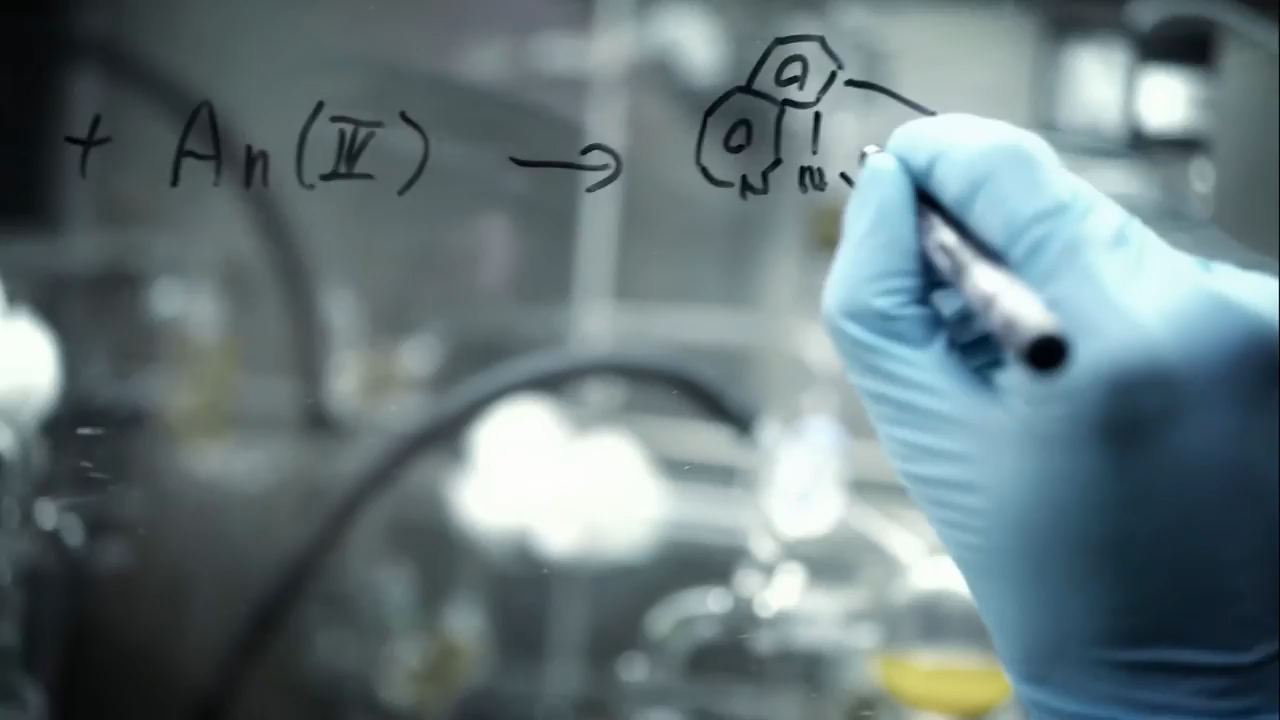 + An (IV) →
N N